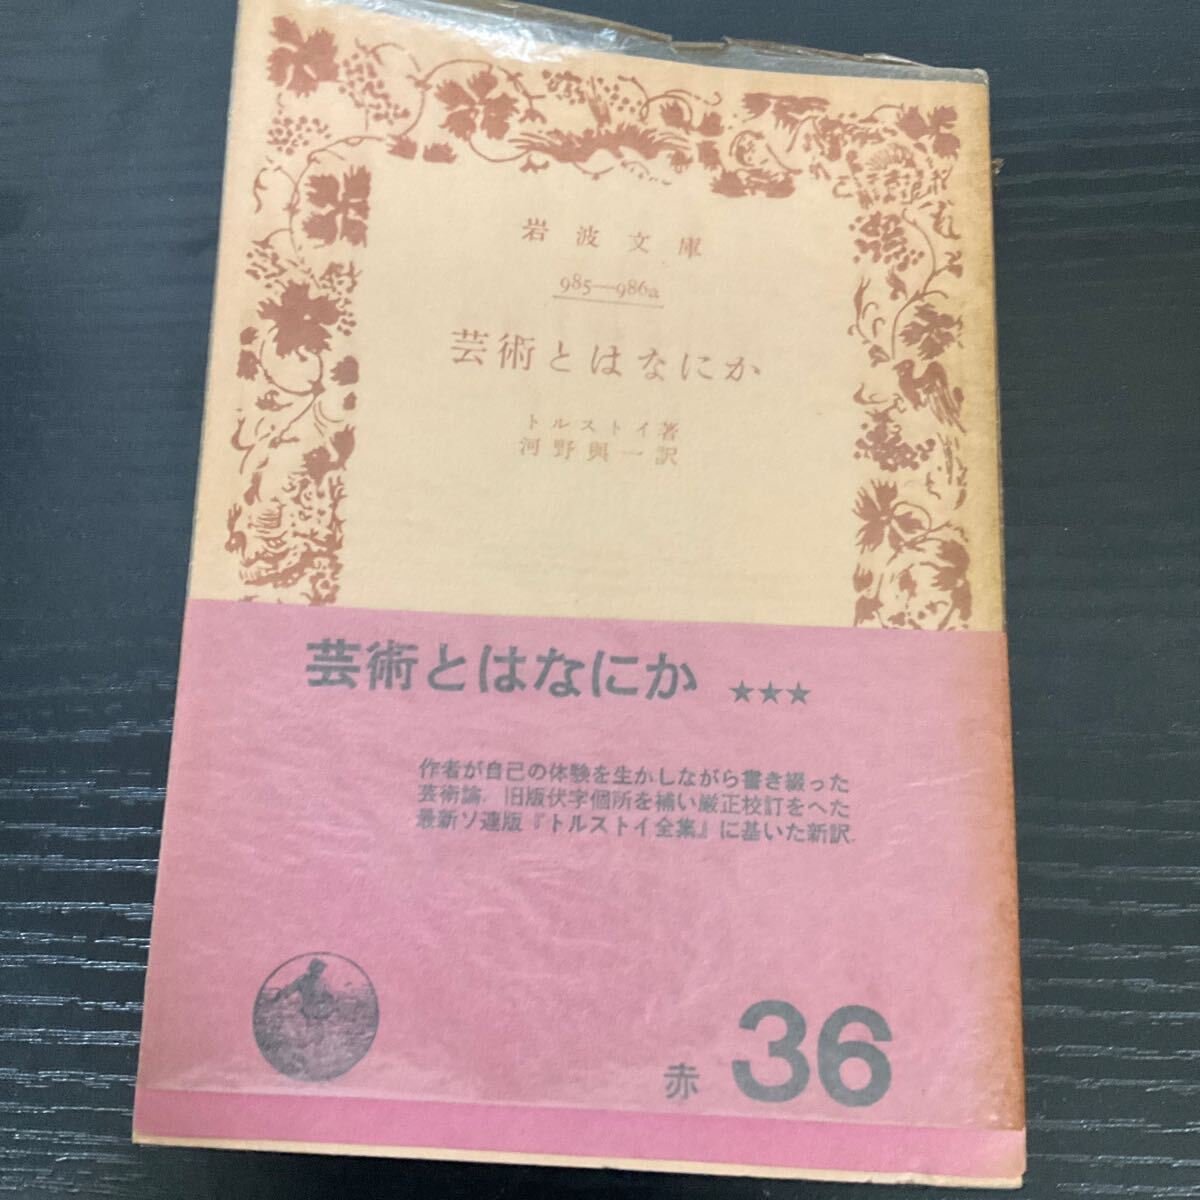 岩波文庫
985—986a
芸術とはなにか
トルストイ著
河野與一訳
芸術とはなにか ★★★
作者が自己の体験を生かしながら書き綴った
芸術論．旧版伏字個所を補い厳正校訂をへた
最新ソ連版『トルストイ全集』に基いた新訳．
赤 36